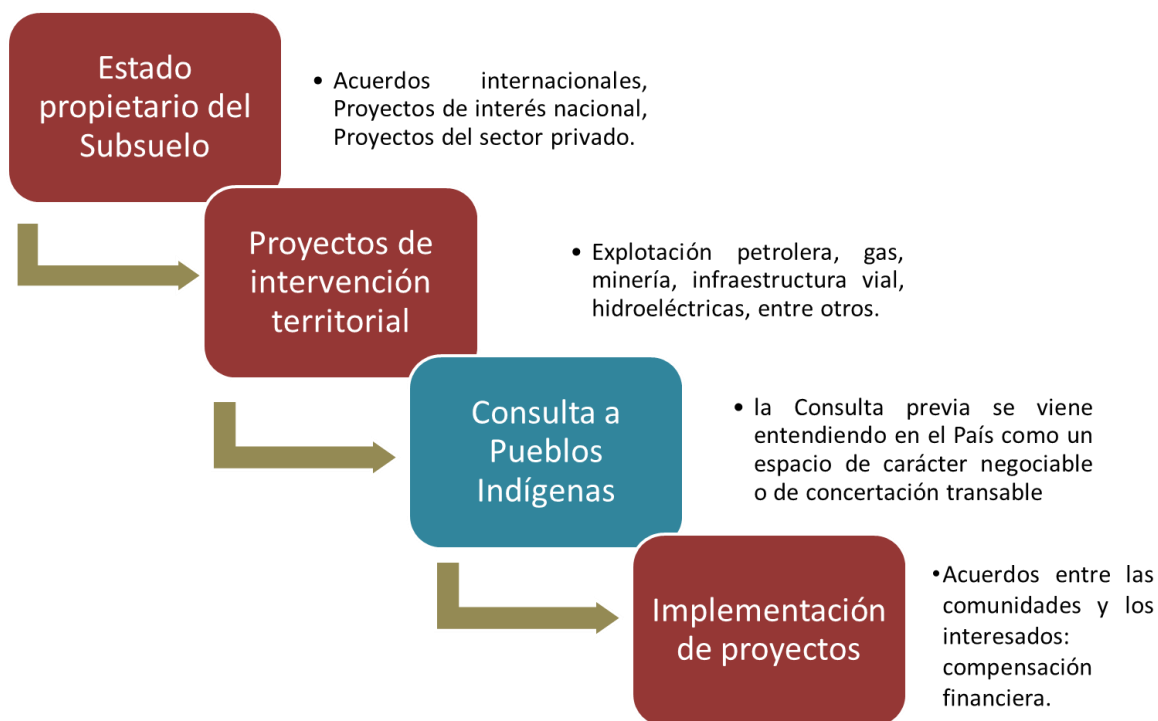 Estado
propietario del
Subsuelo
• Acuerdos internacionales,
Proyectos de interés nacional,
Proyectos del sector privado.
Proyectos de
intervención
territorial
• Explotación petrolera, gas,
minería, infraestructura vial,
hidroeléctricas, entre otros.
Consulta a
Pueblos
Indígenas
• la Consulta previa se viene
entendiendo en el País como un
espacio de carácter negociable
o de concertación transable
Implementación
de proyectos
•Acuerdos entre las
comunidades y los
interesados:
compensación
financiera.